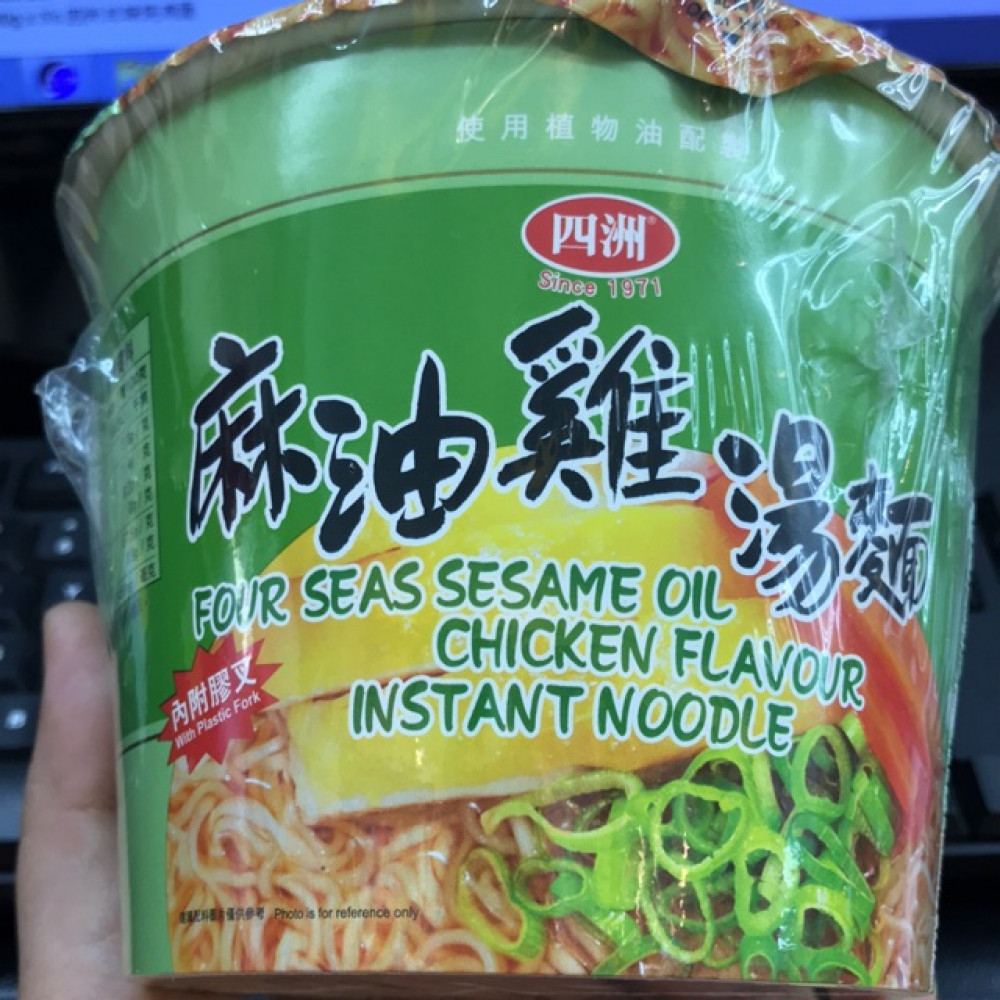 使用植物油配製
四洲®
Since 1971
麻油雞湯麵
FOUR SEAS SESAME OIL
CHICKEN FLAVOUR
INSTANT NOODLE
內附膠叉
With Plastic Fork
Photo is for reference only